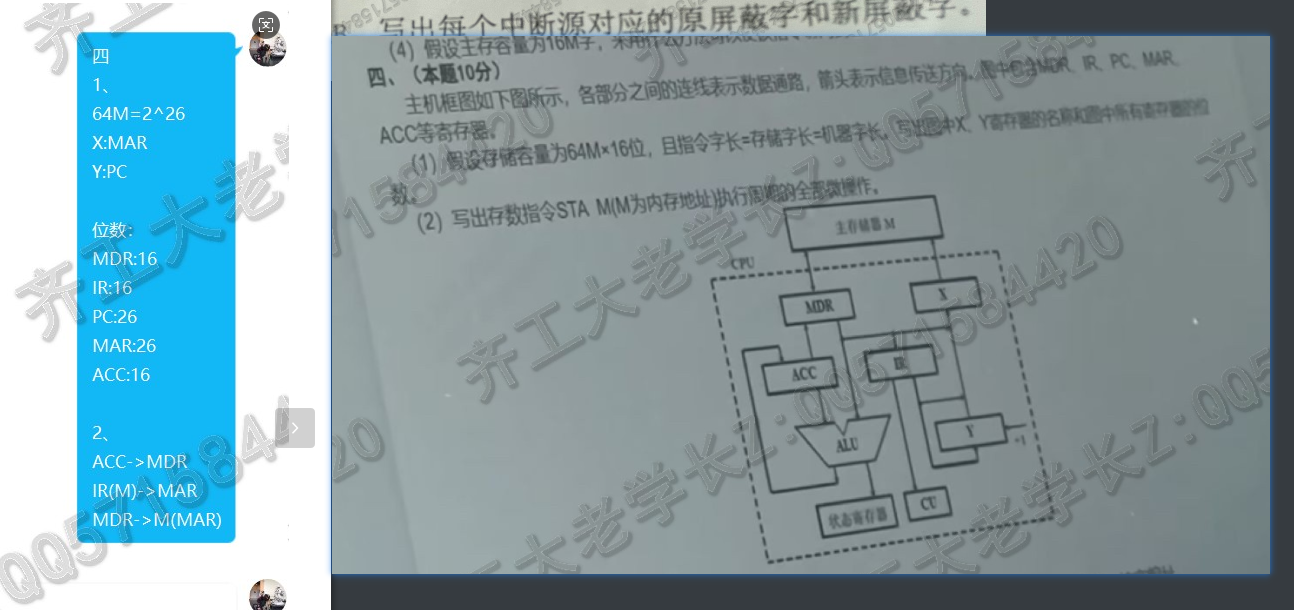 四
1、
64M=2^26
X:MAR
Y:PC
位数:
MDR:16
IR:16
PC:26
MAR:26
ACC:16
2、
ACC->MDR
IR(M)->MAR
MDR->M(MAR)
写出每个中断源对应的原屏蔽字和新屏蔽字。
(4) 假设主存容量为16M字，采用什么方法
四、(本题10分)
主机框图如下图所示，各部分之间的连线表示数据通路，箭头表示信息传送方向。图中包含MDR、IR、PC、MAR、
ACC等寄存器。
(1) 假设存储容量为64M×16位，且指令字长=存储字长=机器字长。写出图中X、Y寄存器的名称和图中所有寄存器的位
数。
(2) 写出存数指令STA M(M为内存地址)执行周期的全部微操作。
主存储器 M
CPU
MDR
X
ACC
IR
ALU
Y
+1
状态寄存器
CU
齐工大老学长Z:QQ571584420